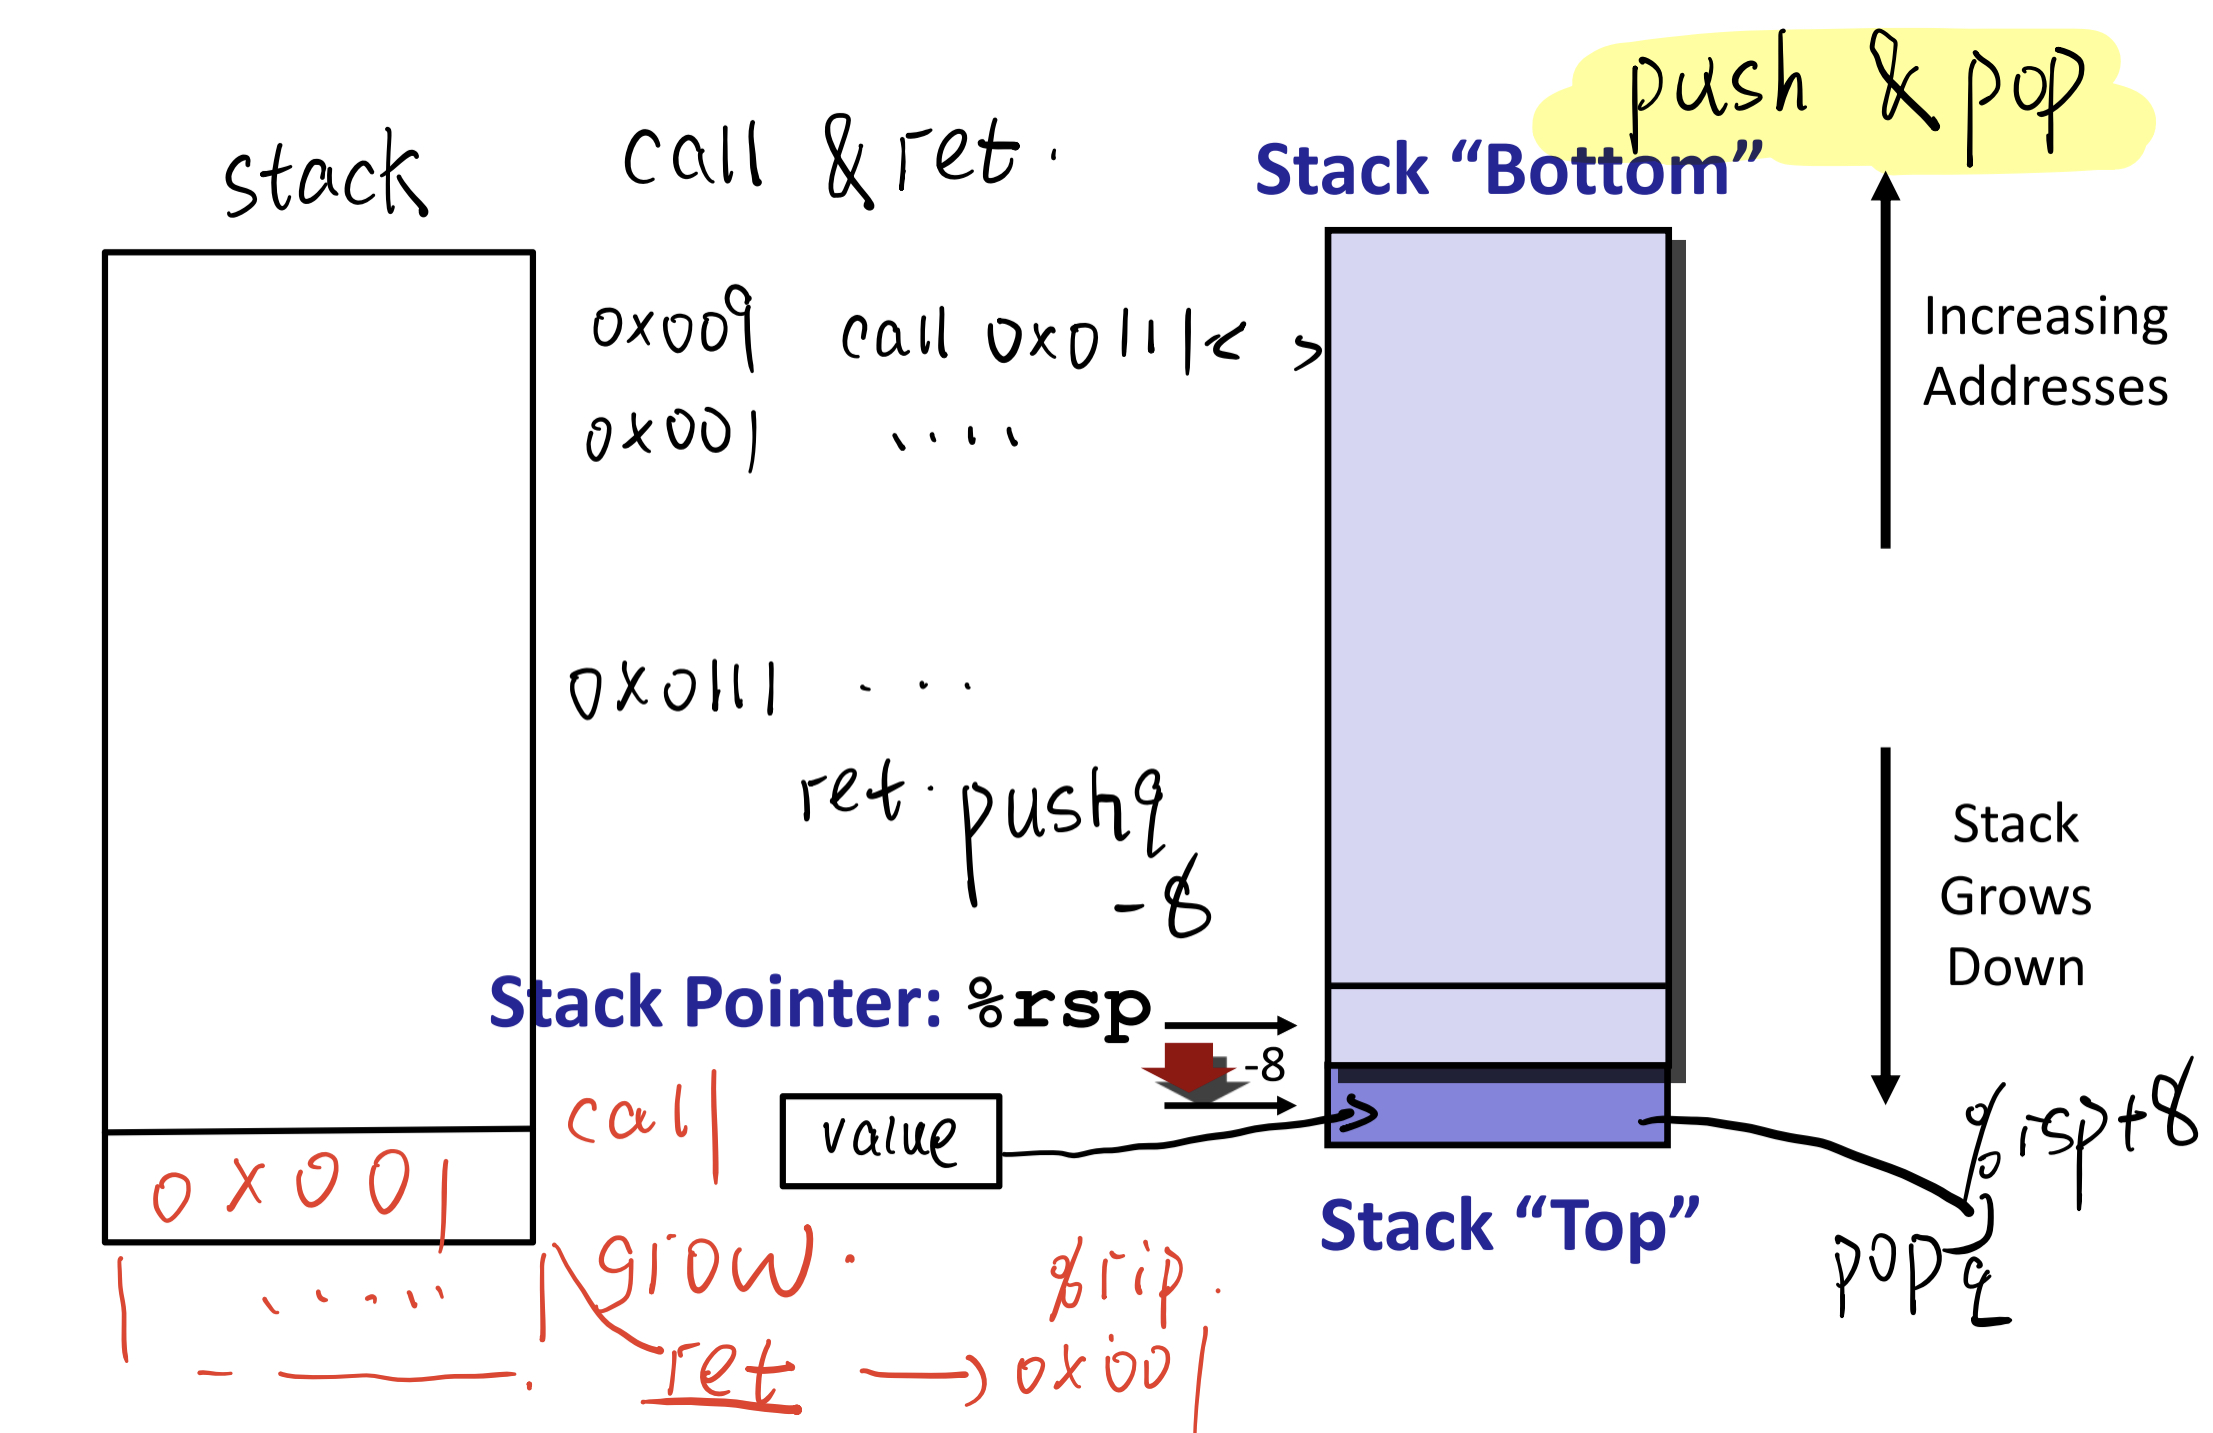 push & pop
stack
call & ret.
Stack “Bottom”
0x009 call 0x0111< >
0x001 ....
Increasing
Addresses
0x0111 ...
ret.
pushq
-8
Stack
Grows
Down
Stack Pointer: %rsp
-8
call
value
%rsp+8
0x001
Stack “Top”
popq
grow.
%rip.
.....
ret → 0x001